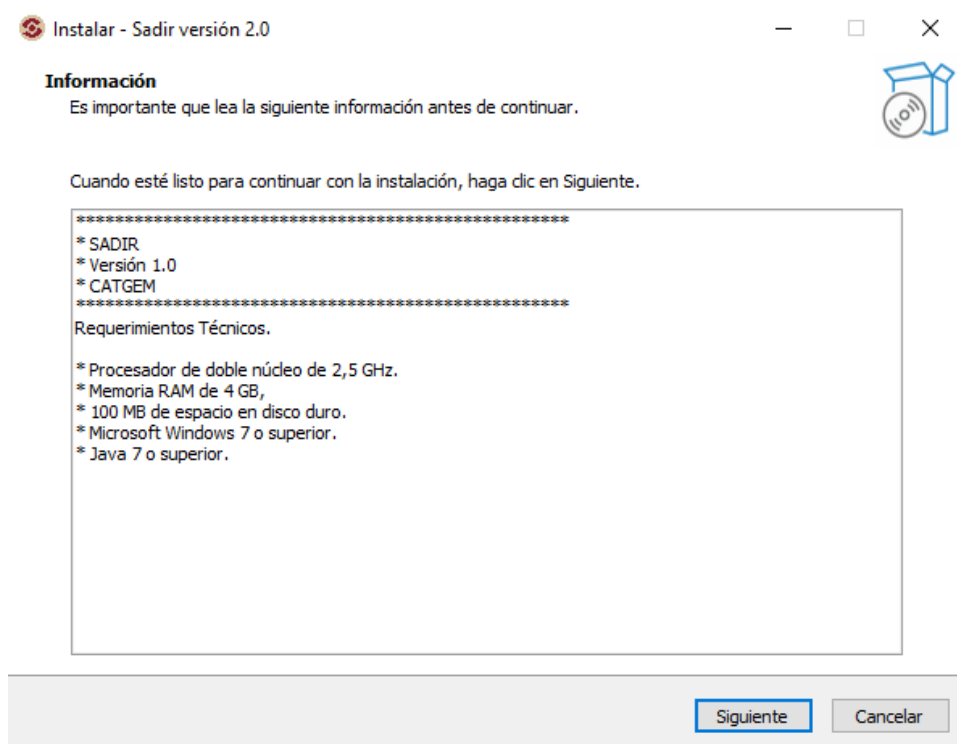 Instalar - Sadir versión 2.0
Información
Es importante que lea la siguiente información antes de continuar.
Cuando esté listo para continuar con la instalación, haga clic en Siguiente.
***************************************************
* SADIR
* Versión 1.0
* CATGEM
***************************************************
Requerimientos Técnicos.
* Procesador de doble núcleo de 2,5 GHz.
* Memoria RAM de 4 GB,
* 100 MB de espacio en disco duro.
* Microsoft Windows 7 o superior.
* Java 7 o superior.
Siguiente
Cancelar